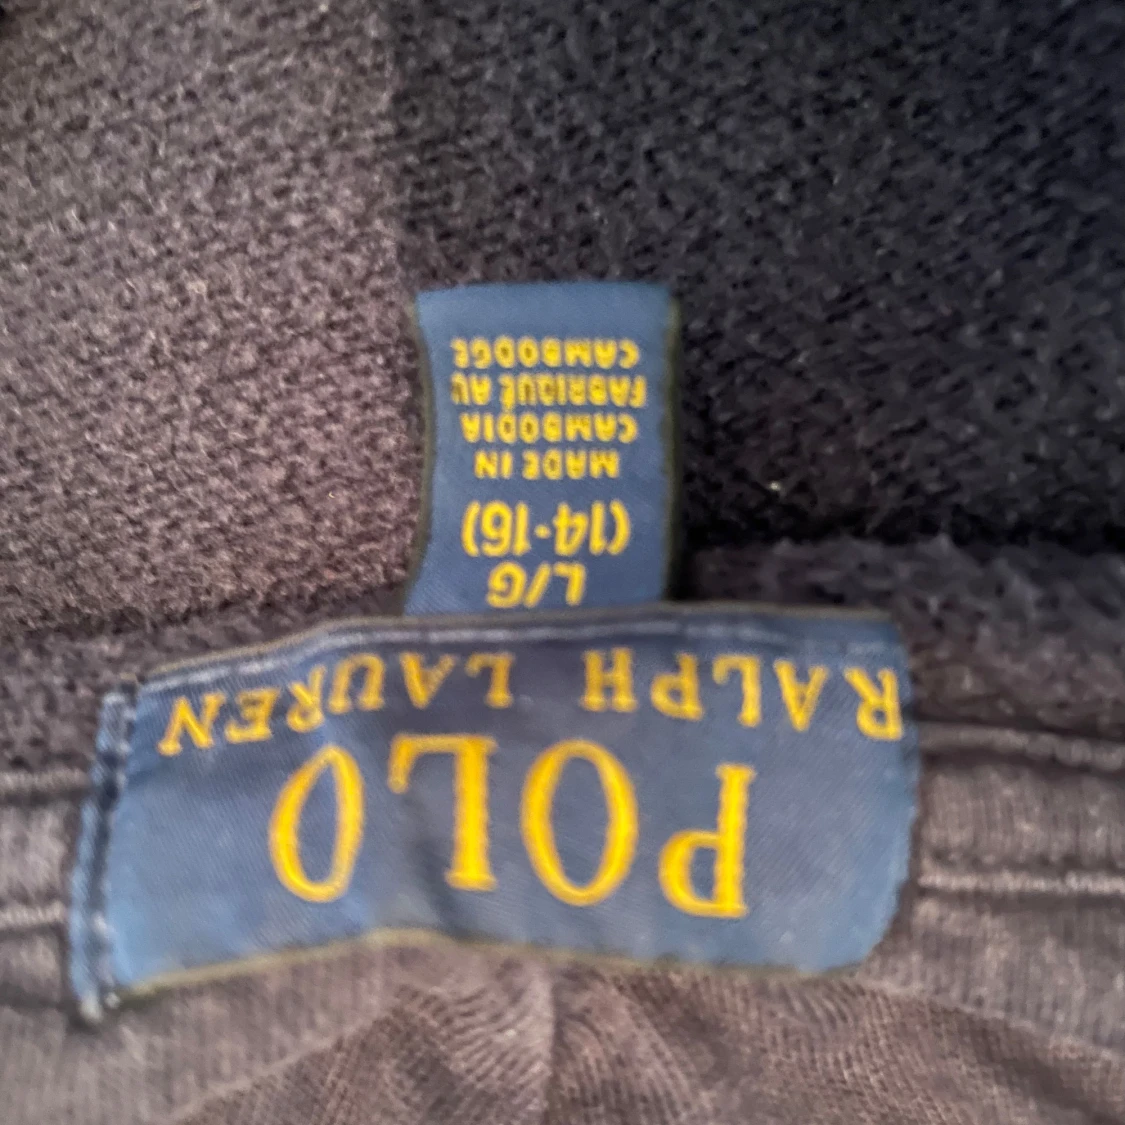 POLO
RALPH LAUREN
L/G
(14-16)
MADE IN
CAMBODIA
FABRIQUÉ AU
CAMBODGE